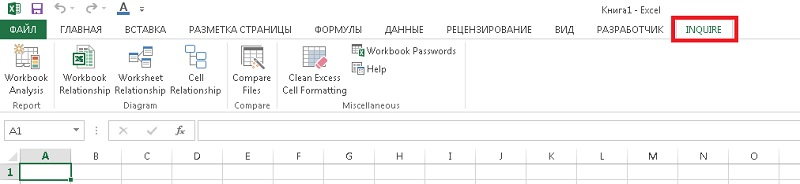 Книга1 - Excel
ФАЙЛ ГЛАВНАЯ ВСТАВКА РАЗМЕТКА СТРАНИЦЫ ФОРМУЛЫ ДАННЫЕ РЕЦЕНЗИРОВАНИЕ ВИД РАЗРАБОТЧИК INQUIRE
Workbook Analysis
Report
Workbook Relationship
Worksheet Relationship
Cell Relationship
Diagram
Compare Files
Compare
Clean Excess Cell Formatting
Workbook Passwords
Help
Miscellaneous
A1 fx
A B C D E F G H I J K L M N O
1